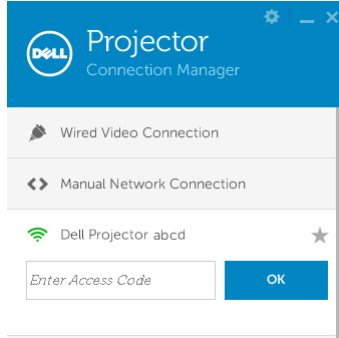 DELL
Projector
Connection Manager
Wired Video Connection
Manual Network Connection
Dell Projector abcd
Enter Access Code
OK